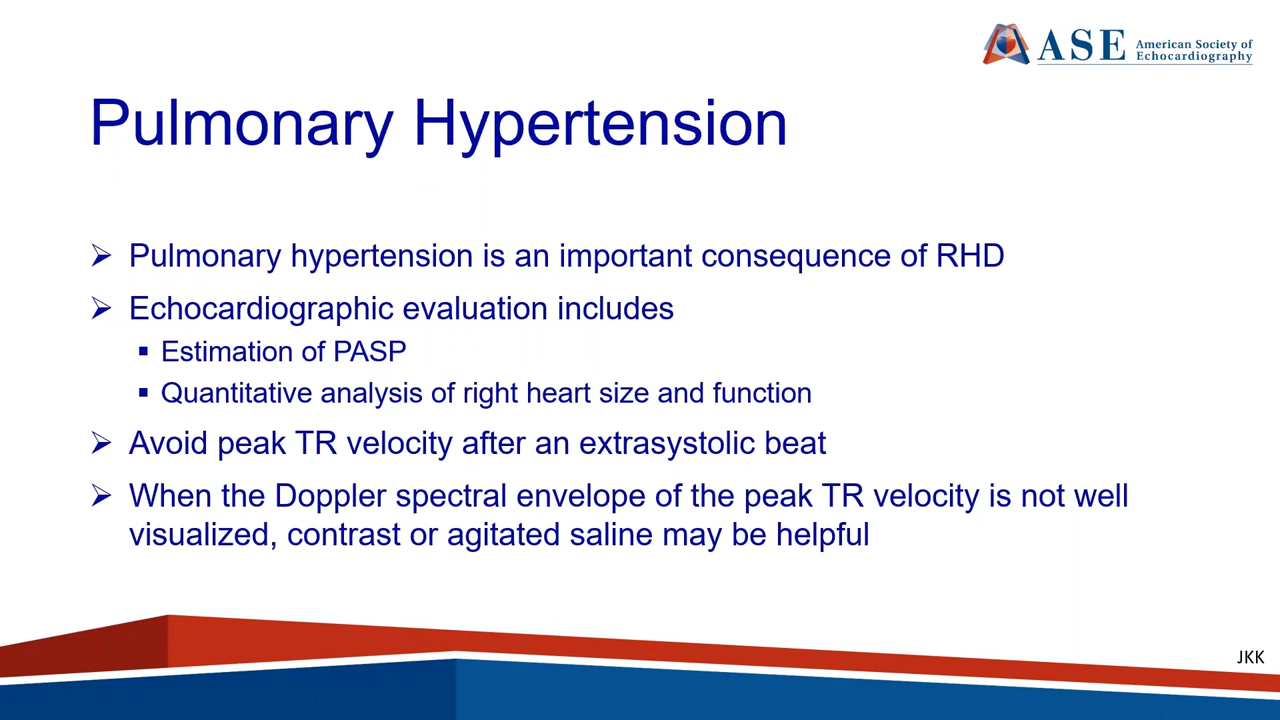 ASE American Society of
Echocardiography
Pulmonary Hypertension
Pulmonary hypertension is an important consequence of RHD
Echocardiographic evaluation includes
Estimation of PASP
Quantitative analysis of right heart size and function
Avoid peak TR velocity after an extrasystolic beat
When the Doppler spectral envelope of the peak TR velocity is not well
visualized, contrast or agitated saline may be helpful
JKK